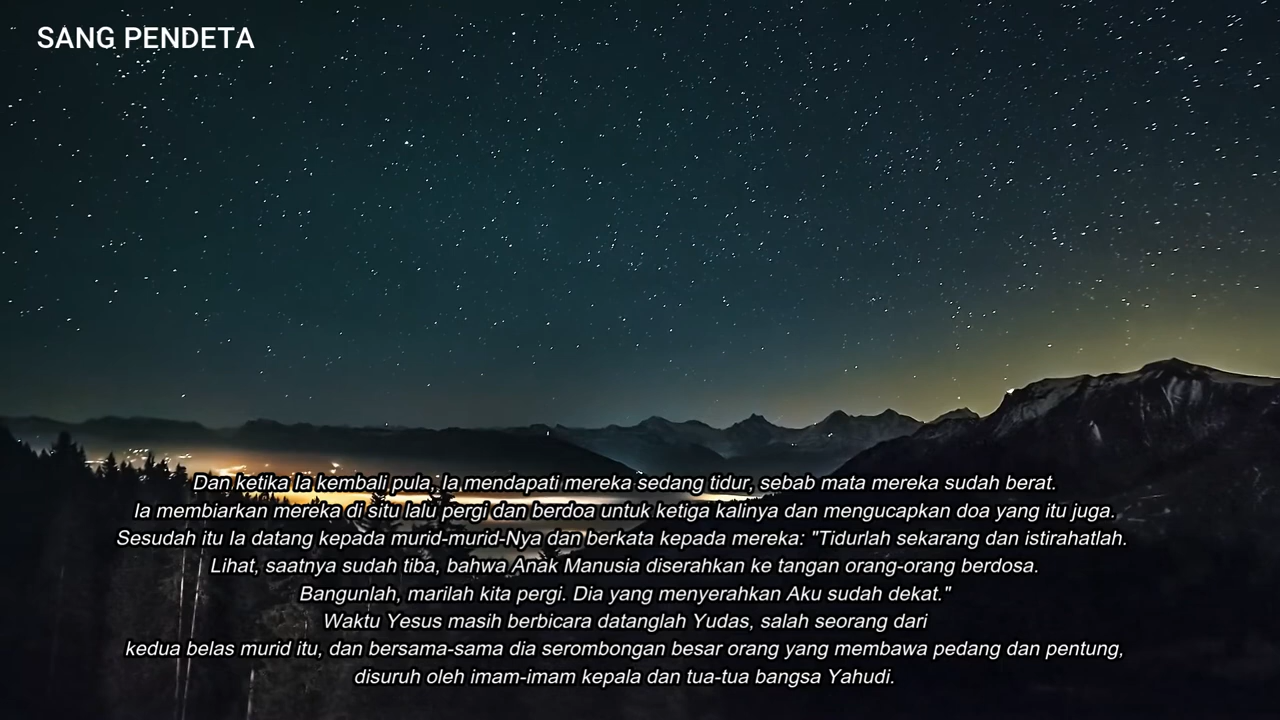 SANG PENDETA
Dan ketika Ia kembali pula, Ia mendapati mereka sedang tidur, sebab mata mereka sudah berat.
Ia membiarkan mereka di situ lalu pergi dan berdoa untuk ketiga kalinya dan mengucapkan doa yang itu juga.
Sesudah itu Ia datang kepada murid-murid-Nya dan berkata kepada mereka: "Tidurlah sekarang dan istirahatlah.
Lihat, saatnya sudah tiba, bahwa Anak Manusia diserahkan ke tangan orang-orang berdosa.
Bangunlah, marilah kita pergi. Dia yang menyerahkan Aku sudah dekat."
Waktu Yesus masih berbicara datanglah Yudas, salah seorang dari
kedua belas murid itu, dan bersama-sama dia serombongan besar orang yang membawa pedang dan pentung,
disuruh oleh imam-imam kepala dan tua-tua bangsa Yahudi.